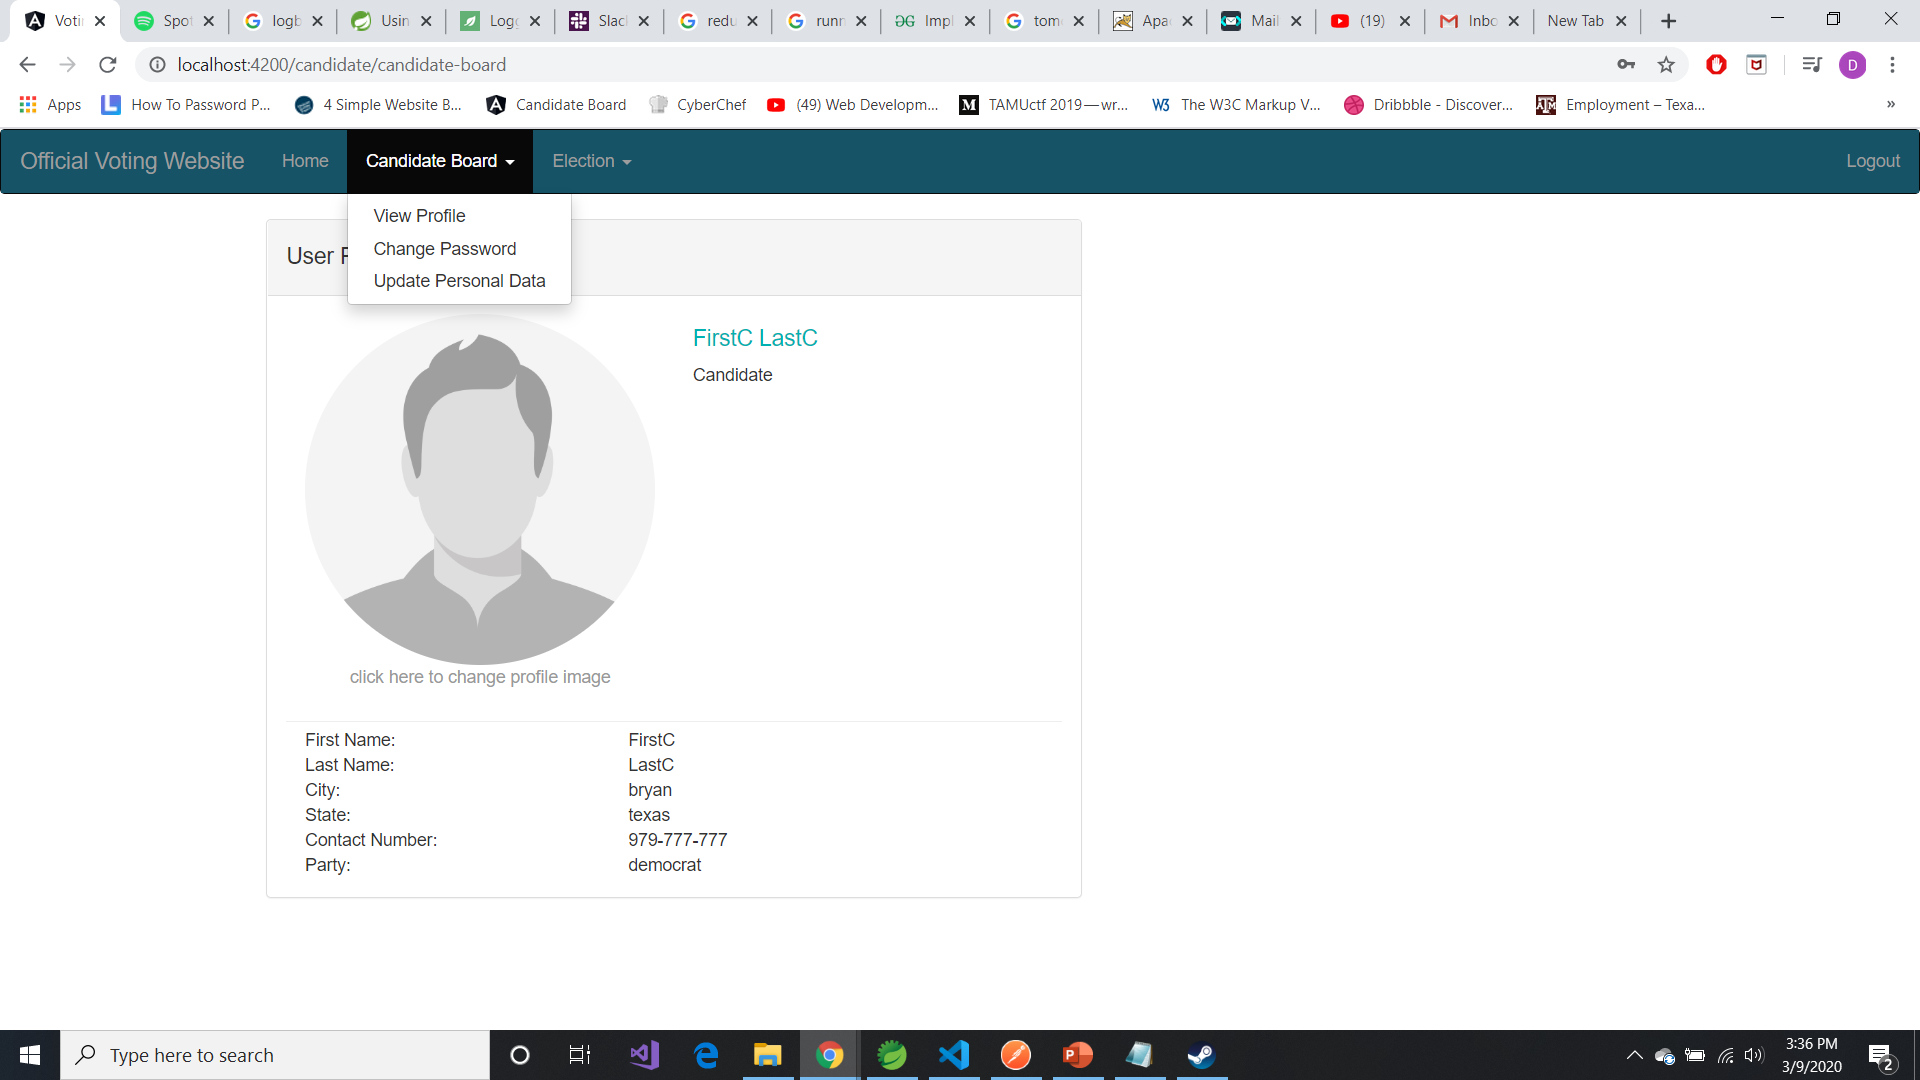 Voti Spot logb Usin Logg Slac redu runn Impl tom Apa Mail (19) Inbo New Tab
localhost:4200/candidate/candidate-board D
Apps How To Password P... 4 Simple Website B... Candidate Board CyberChef (49) Web Developm... TAMUctf 2019—wr... The W3C Markup V... Dribbble - Discover... Employment – Texa... »
Official Voting Website Home Candidate Board Election Logout
View Profile
Change Password
Update Personal Data
User
FirstC LastC
Candidate
click here to change profile image
First Name: FirstC
Last Name: LastC
City: bryan
State: texas
Contact Number: 979-777-777
Party: democrat
Type here to search
3:36 PM
3/9/2020
2